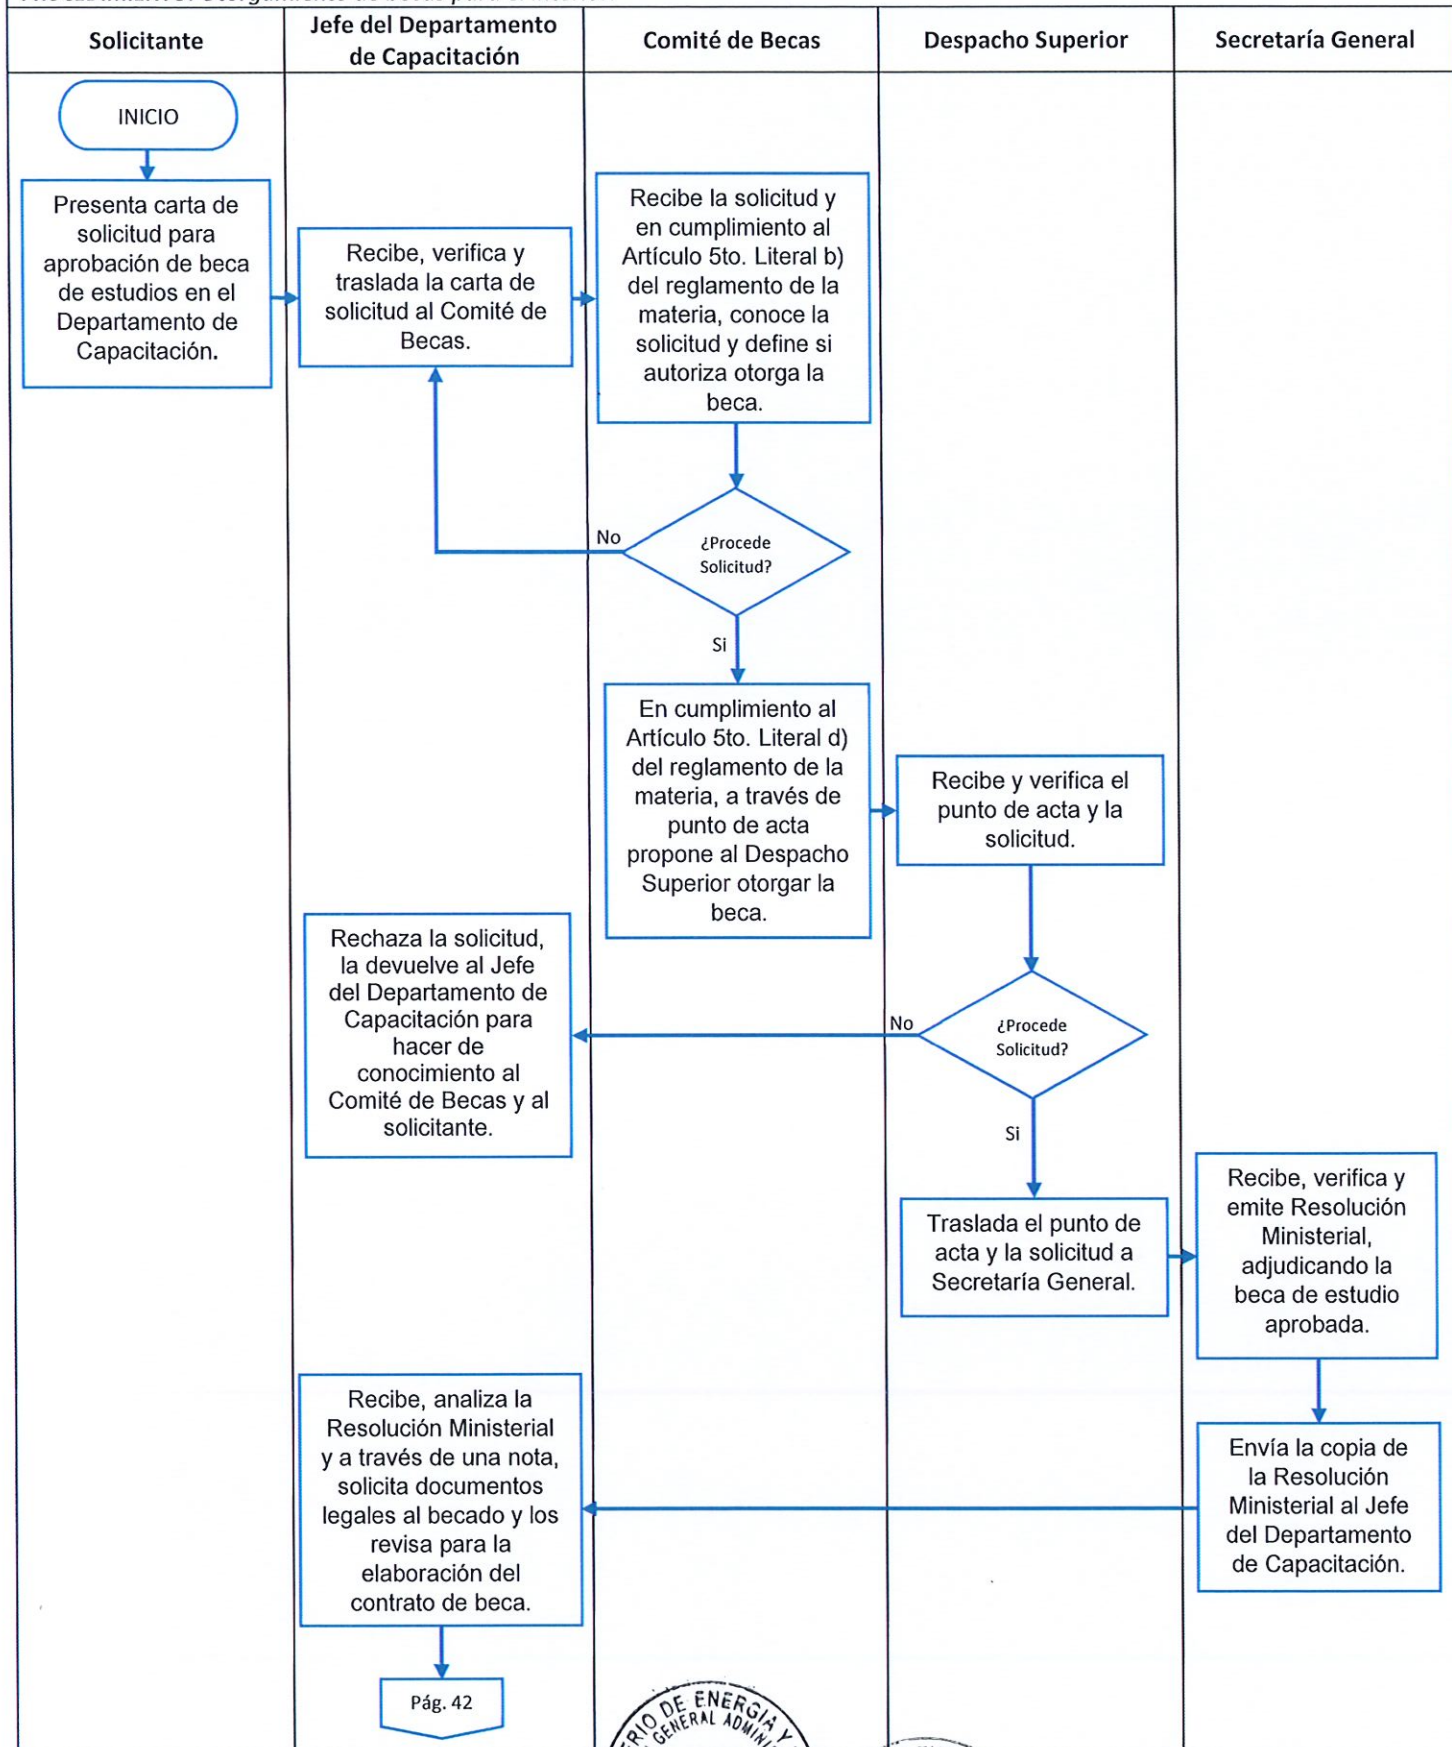 Solicitante
Jefe del Departamento
de Capacitación
Comité de Becas
Despacho Superior
Secretaría General
INICIO
Presenta carta de
solicitud para
aprobación de beca
de estudios en el
Departamento de
Capacitación.
Recibe, verifica y
traslada la carta de
solicitud al Comité de
Becas.
Recibe la solicitud y
en cumplimiento al
Artículo 5to. Literal b)
del reglamento de la
materia, conoce la
solicitud y define si
autoriza otorga la
beca.
No
¿Procede
Solicitud?
Si
En cumplimiento al
Artículo 5to. Literal d)
del reglamento de la
materia, a través de
punto de acta
propone al Despacho
Superior otorgar la
beca.
Recibe y verifica el
punto de acta y la
solicitud.
Rechaza la solicitud,
la devuelve al Jefe
del Departamento de
Capacitación para
hacer de
conocimiento al
Comité de Becas y al
solicitante.
No
¿Procede
Solicitud?
Si
Traslada el punto de
acta y la solicitud a
Secretaría General.
Recibe, verifica y
emite Resolución
Ministerial,
adjudicando la
beca de estudio
aprobada.
Envía la copia de
la Resolución
Ministerial al Jefe
del Departamento
de Capacitación.
Recibe, analiza la
Resolución Ministerial
y a través de una nota,
solicita documentos
legales al becado y los
revisa para la
elaboración del
contrato de beca.
Pág. 42
DE ENERGIA Y
GENERAL